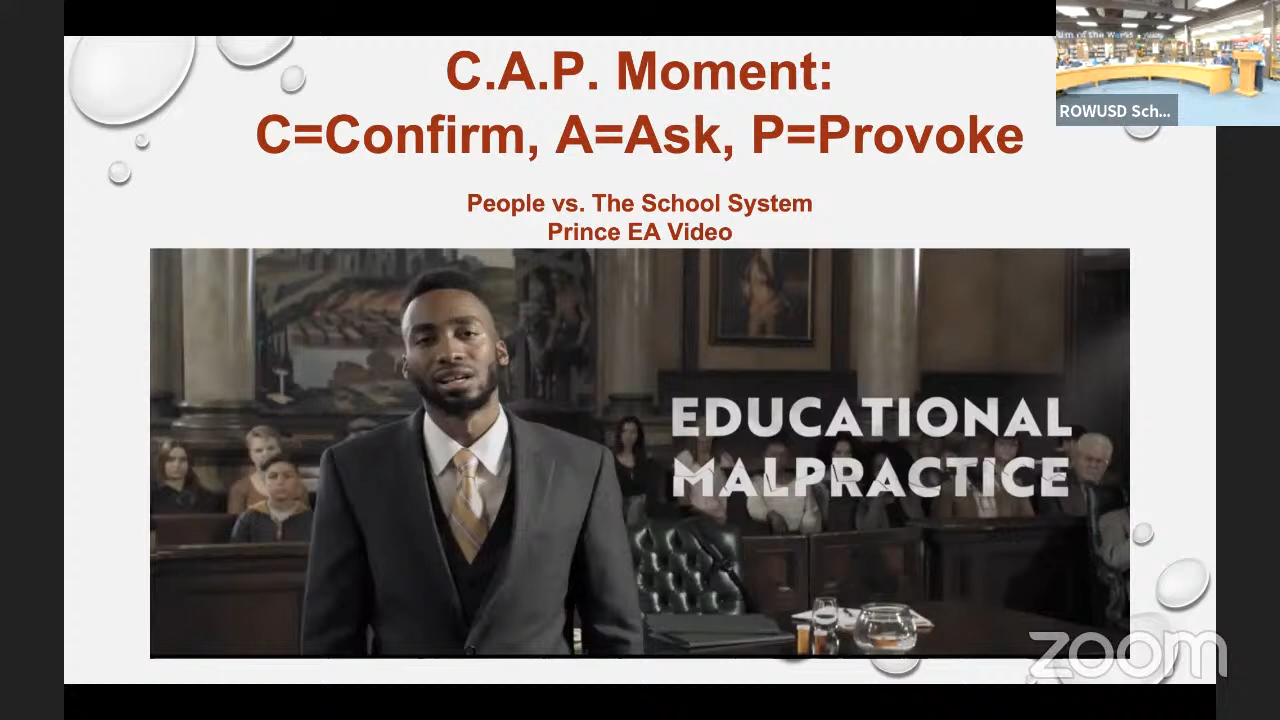 C.A.P. Moment:
C=Confirm, A=Ask, P=Provoke
People vs. The School System
Prince EA Video
ROWUSD Sch...
EDUCATIONAL
MALPRACTICE
zoom